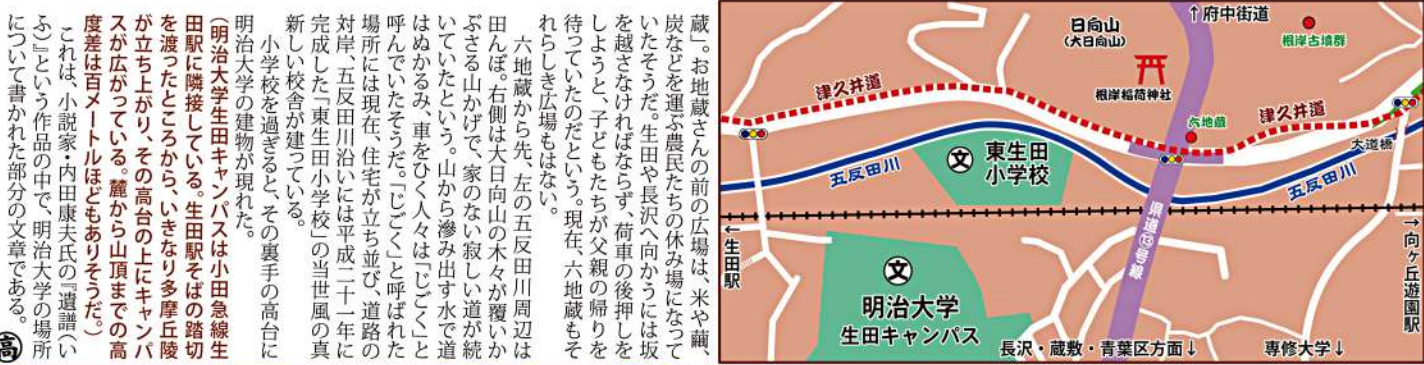 蔵」。お地蔵さんの前の広場は、米や繭、
炭などを運ぶ農民たちの休み場になって
いたそうだ。生田や長沢へ向かうには坂
を越さなければならず、荷車の後押しを
しようと、子どもたちが父親の帰りを
待っていたのだという。現在、六地蔵もそ
れらしき広場もはない。
六地蔵から先、左の五反田川周辺は
田んぼ。右側は大日向山の木々が覆いか
ぶさる山かげで、家のない寂しい道が続
いていたという。山から滲み出す水で道
はぬかるみ、車をひく人々は「じごく」と
呼んでいたそうだ。「じごく」と呼ばれた
場所には現在、住宅が立ち並び、道路の
対岸、五反田川沿いには平成二十一年に
完成した「東生田小学校」の当世風の真
新しい校舎が建っている。
小学校を過ぎると、その裏手の高台に
明治大学の建物が現れた。
(明治大学生田キャンパスは小田急線生
田駅に隣接している。生田駅そばの踏切
を渡ったところから、いきなり多摩丘陵
が立ち上がり、その高台の上にキャンパ
スが広がっている。麓から山頂までの高
度差は百メートルほどもありそうだ。)
これは、小説家・内田康夫氏の『遺譜(い
ふ)』という作品の中で、明治大学の場所
について書かれた部分の文章である。 高
↑府中街道
日向山
(大日向山)
根岸古墳群
根岸稲荷神社
津久井道
津久井道
六地蔵
大道橋
文
東生田
小学校
五反田川
五反田川
県道⑬号線
←生田駅
→向ヶ丘遊園駅
文
明治大学
生田キャンパス
長沢・蔵敷・青葉区方面↓
専修大学↓